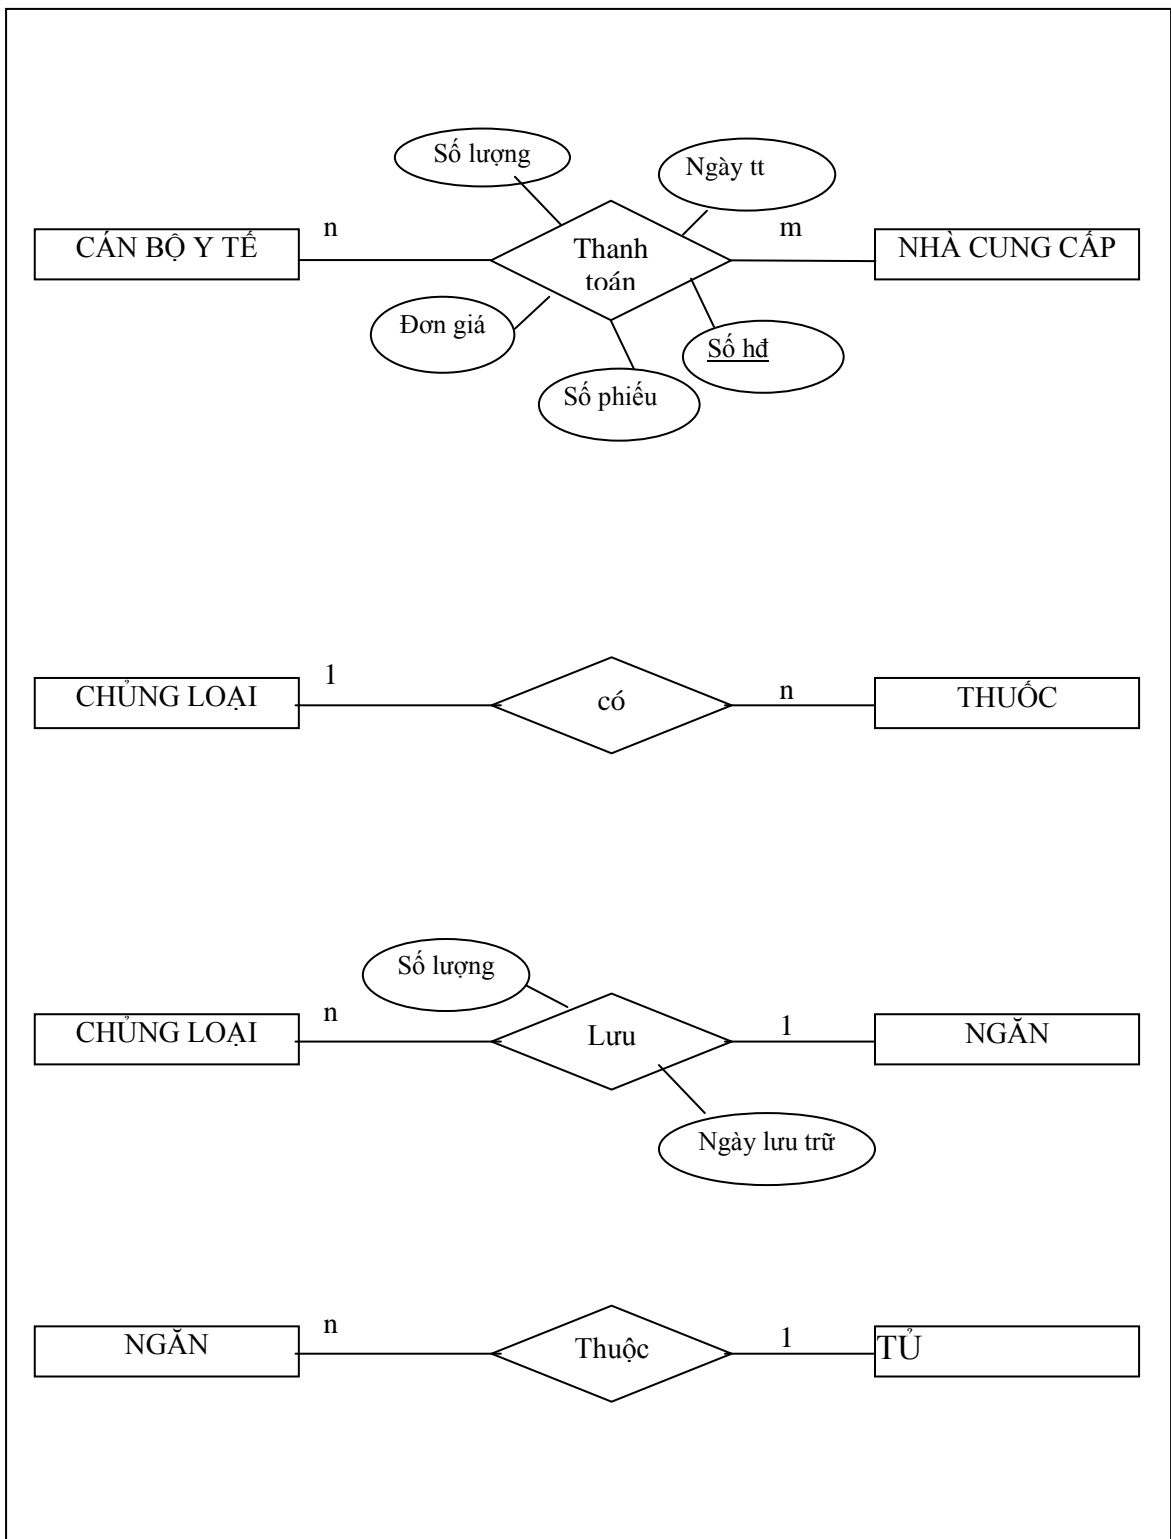 Số lượng
Ngày tt
CÁN BỘ Y TẾ
n
Thanh
toán
m
NHÀ CUNG CẤP
Đơn giá
Số hđ
Số phiếu
CHỦNG LOẠI
1
có
n
THUỐC
Số lượng
CHỦNG LOẠI
n
Lưu
1
NGĂN
Ngày lưu trữ
NGĂN
n
Thuộc
1
TỦ